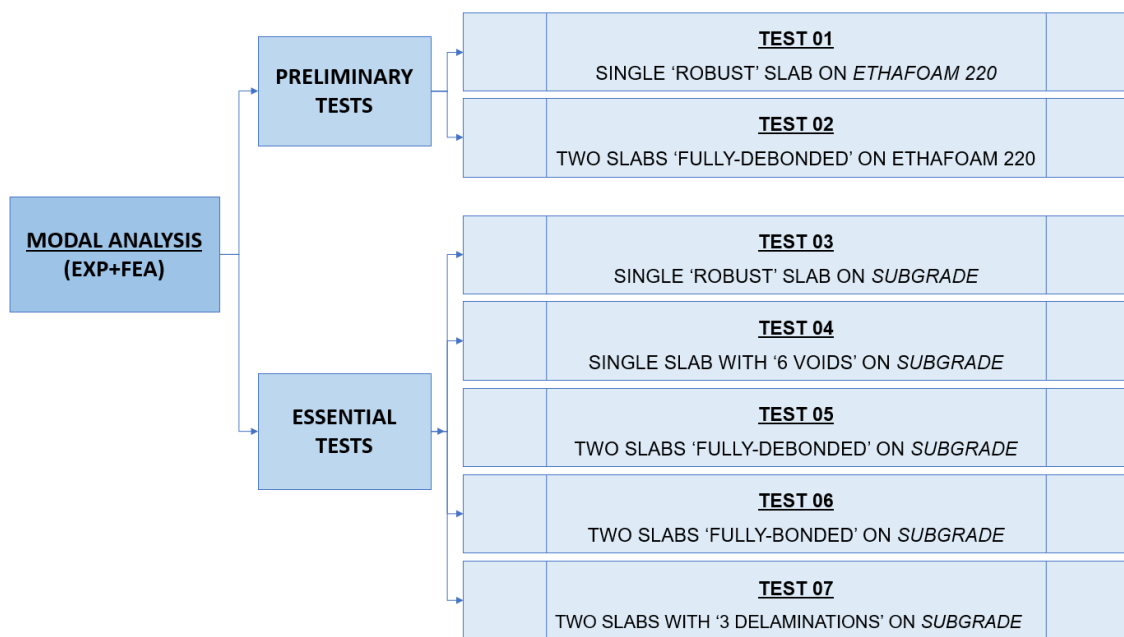 MODAL ANALYSIS
(EXP+FEA)
PRELIMINARY
TESTS
TEST 01
SINGLE ‘ROBUST’ SLAB ON ETHAFOAM 220
TEST 02
TWO SLABS ‘FULLY-DEBONDED’ ON ETHAFOAM 220
ESSENTIAL
TESTS
TEST 03
SINGLE ‘ROBUST’ SLAB ON SUBGRADE
TEST 04
SINGLE SLAB WITH ‘6 VOIDS’ ON SUBGRADE
TEST 05
TWO SLABS ‘FULLY-DEBONDED’ ON SUBGRADE
TEST 06
TWO SLABS ‘FULLY-BONDED’ ON SUBGRADE
TEST 07
TWO SLABS WITH ‘3 DELAMINATIONS’ ON SUBGRADE